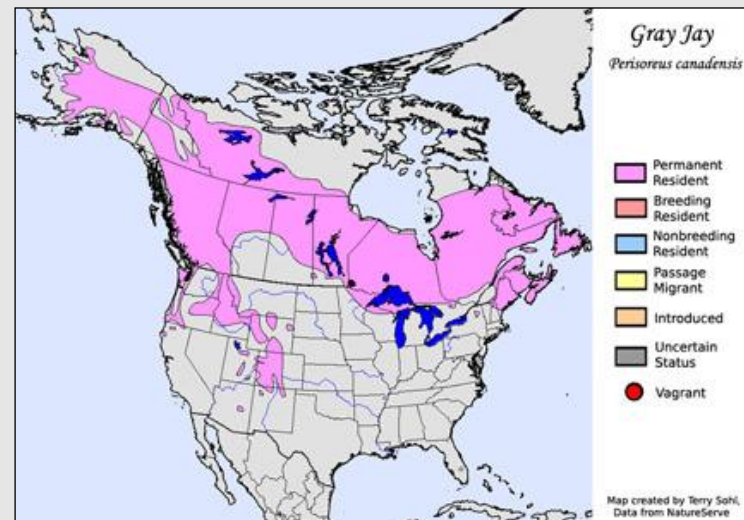 Gray Jay
Perisoreus canadensis
Permanent
Resident
Breeding
Resident
Nonbreeding
Resident
Passage
Migrant
Introduced
Uncertain
Status
Vagrant
Map created by Terry Sohl,
Data from NatureServe